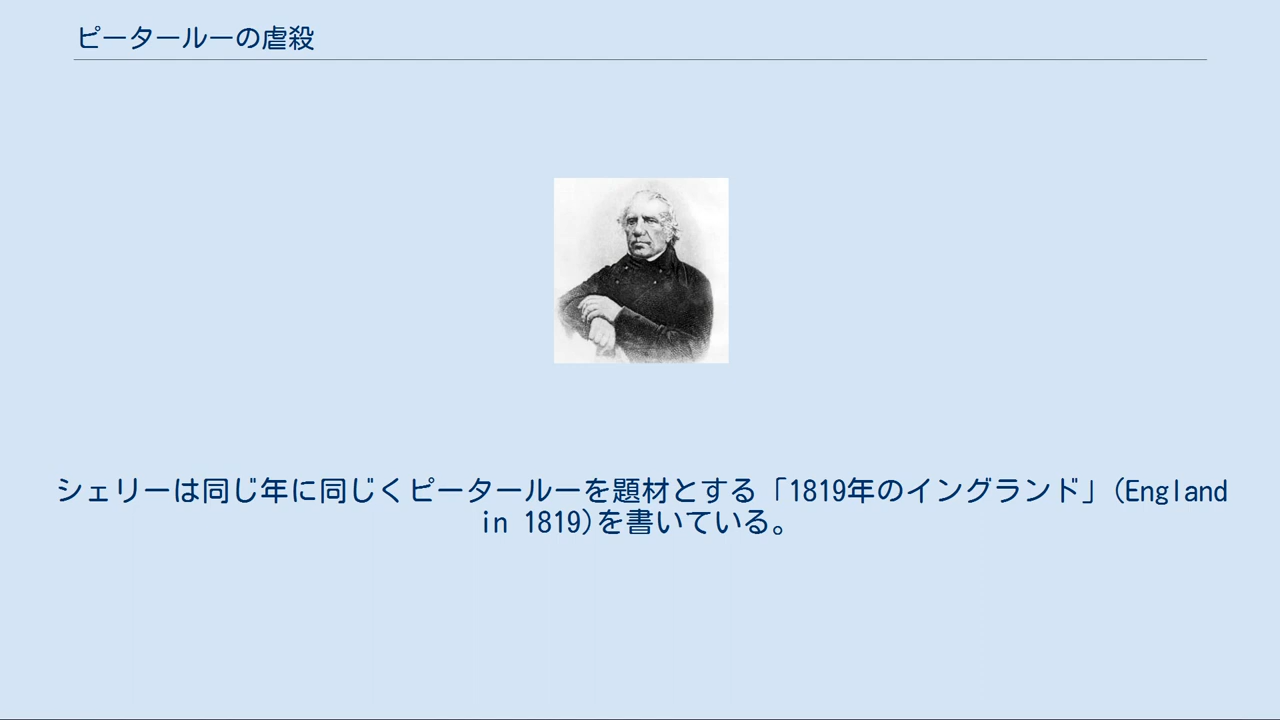 ピータールーの虐殺
シェリーは同じ年に同じくピータールーを題材とする「1819年のイングランド」(England
in 1819)を書いている。